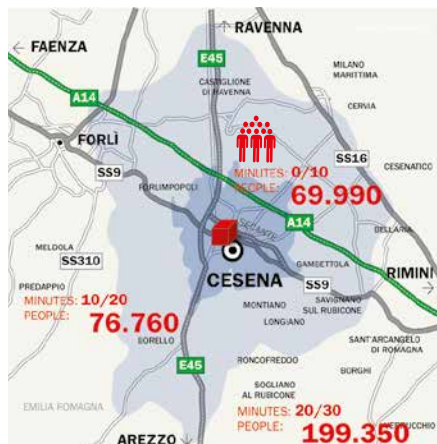 RAVENNA
FAENZA
E45
CASTIGLIONE
DI RAVENNA
MILANO
MARITTIMA
A14
CERVIA
FORLÌ
MINUTES: 0/10
PEOPLE:
69.990
SS16
SS9
CESENATICO
FORLIMPOPOLI
SECANTE
A14
BELLARIA
MELDOLA
SS310
CESENA
GAMBETTOLA
RIMINI
SS9
PREDAPPIO
MINUTES: 10/20
PEOPLE:
76.760
MONTIANO
SAVIGNANO
SUL RUBICONE
LONGIANO
BORELLO
SANT'ARCANGELO
DI ROMAGNA
RONCOFREDDO
E45
BORGHI
SOGLIANO
AL RUBICONE
EMILIA ROMAGNA
MINUTES: 20/30
PEOPLE:
199.350
AREZZO